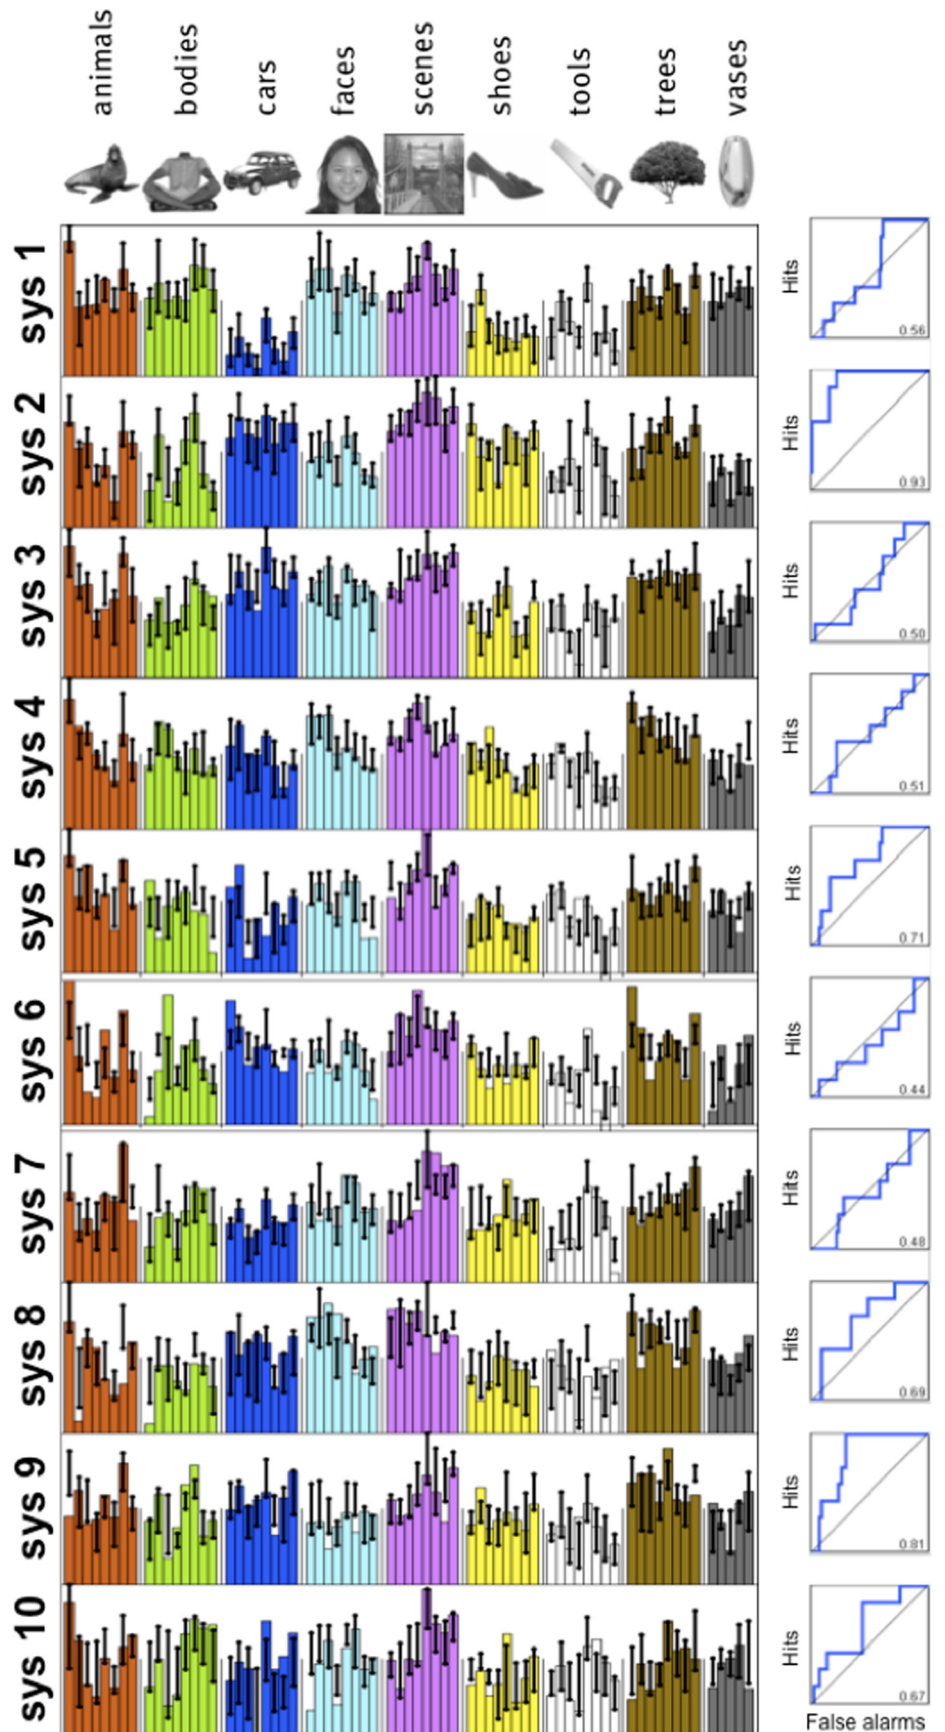 animals bodies cars faces scenes shoes tools trees vases
sys 1 Hits 0.56
sys 2 Hits 0.93
sys 3 Hits 0.50
sys 4 Hits 0.51
sys 5 Hits 0.71
sys 6 Hits 0.44
sys 7 Hits 0.48
sys 8 Hits 0.69
sys 9 Hits 0.81
sys 10 Hits 0.67
False alarms